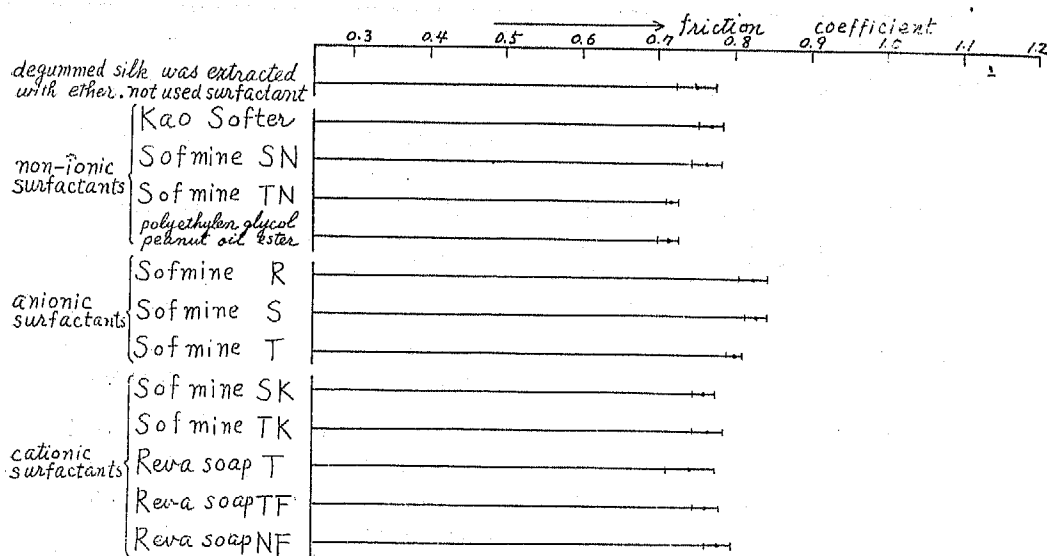 friction coefficient
0.3 0.4 0.5 0.6 0.7 0.8 0.9 1.0 1.1 1.2
degummed silk was extracted
with ether. not used surfactant
non-ionic
surfactants
Kao Softer
Sofmine SN
Sofmine TN
polyethylen glycol
peanut oil ester
anionic
surfactants
Sofmine R
Sofmine S
Sofmine T
cationic
surfactants
Sofmine SK
Sofmine TK
Reva soap T
Reva soap TF
Reva soap NF